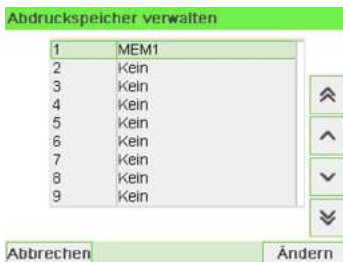 Abdruckspeicher verwalten
1 MEM1
2 Kein
3 Kein
4 Kein
5 Kein
6 Kein
7 Kein
8 Kein
9 Kein
Abbrechen Ändern